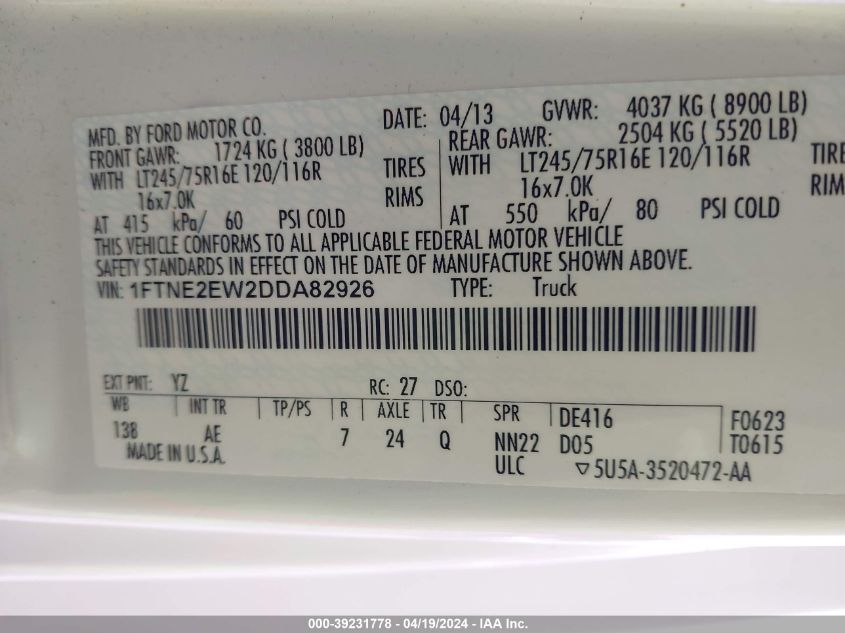 MFD. BY FORD MOTOR CO. DATE: 04/13 GVWR: 4037 KG ( 8900 LB)
FRONT GAWR: 1724 KG ( 3800 LB) REAR GAWR: 2504 KG ( 5520 LB)
WITH LT245/75R16E 120/116R TIRES WITH LT245/75R16E 120/116R TIRE
16x7.0K RIMS 16x7.0K RIM
AT 415 kPa/ 60 PSI COLD AT 550 kPa/ 80 PSI COLD
THIS VEHICLE CONFORMS TO ALL APPLICABLE FEDERAL MOTOR VEHICLE
SAFETY STANDARDS IN EFFECT ON THE DATE OF MANUFACTURE SHOWN ABOVE.
VIN: 1FTNE2EW2DDA82926 TYPE: Truck
EXT PNT: YZ RC: 27 DSO:
WB INT TR TP/PS R AXLE TR SPR DE416 F0623
138 AE 7 24 Q NN22 D05 T0615
MADE IN U.S.A. ULC 5U5A-3520472-AA
000-39231778 - 04/19/2024 - IAA Inc.